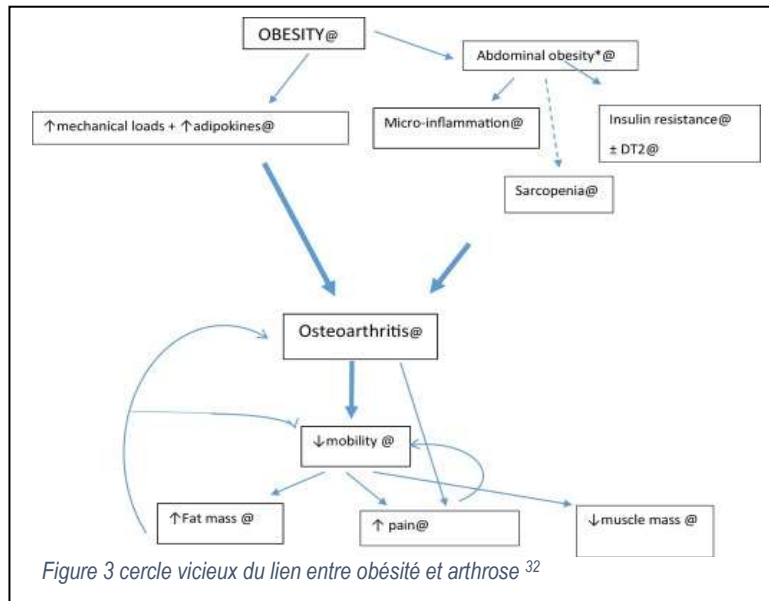 OBESITY@
Abdominal obesity*@
↑mechanical loads + ↑adipokines@
Micro-inflammation@
Insulin resistance@
± DT2@
Sarcopenia@
Osteoarthritis@
↓mobility @
↑Fat mass @
↑ pain@
↓muscle mass @
Figure 3 cercle vicieux du lien entre obésité et arthrose 32